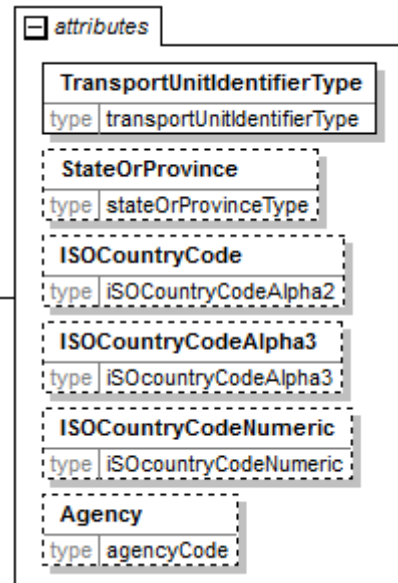 attributes
TransportUnitIdentifierType
type transportUnitIdentifierType
StateOrProvince
type stateOrProvinceType
ISOCountryCode
type iSOCountryCodeAlpha2
ISOCountryCodeAlpha3
type iSOcountryCodeAlpha3
ISOCountryCodeNumeric
type iSOcountryCodeNumeric
Agency
type agencyCode